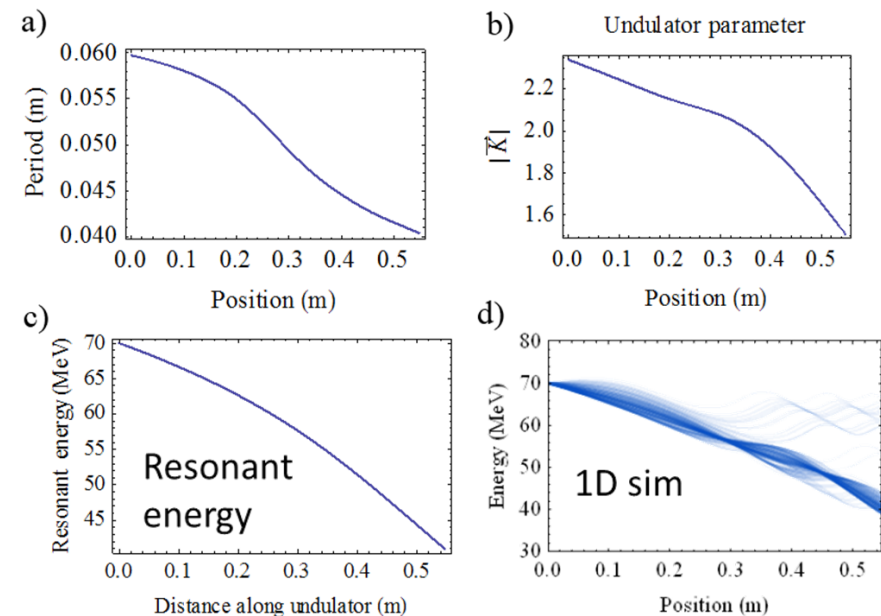 a)
Period (m)
0.060
0.055
0.050
0.045
0.040
0.0 0.1 0.2 0.3 0.4 0.5
Position (m)
b)
Undulator parameter
|K̅|
2.2
2.0
1.8
1.6
0.0 0.1 0.2 0.3 0.4 0.5
Position (m)
c)
Resonant energy (MeV)
70
65
60
55
50
45
Resonant
energy
0.0 0.1 0.2 0.3 0.4 0.5
Distance along undulator (m)
d)
Energy (MeV)
80
70
60
50
40
30
1D sim
0.0 0.1 0.2 0.3 0.4 0.5
Position (m)